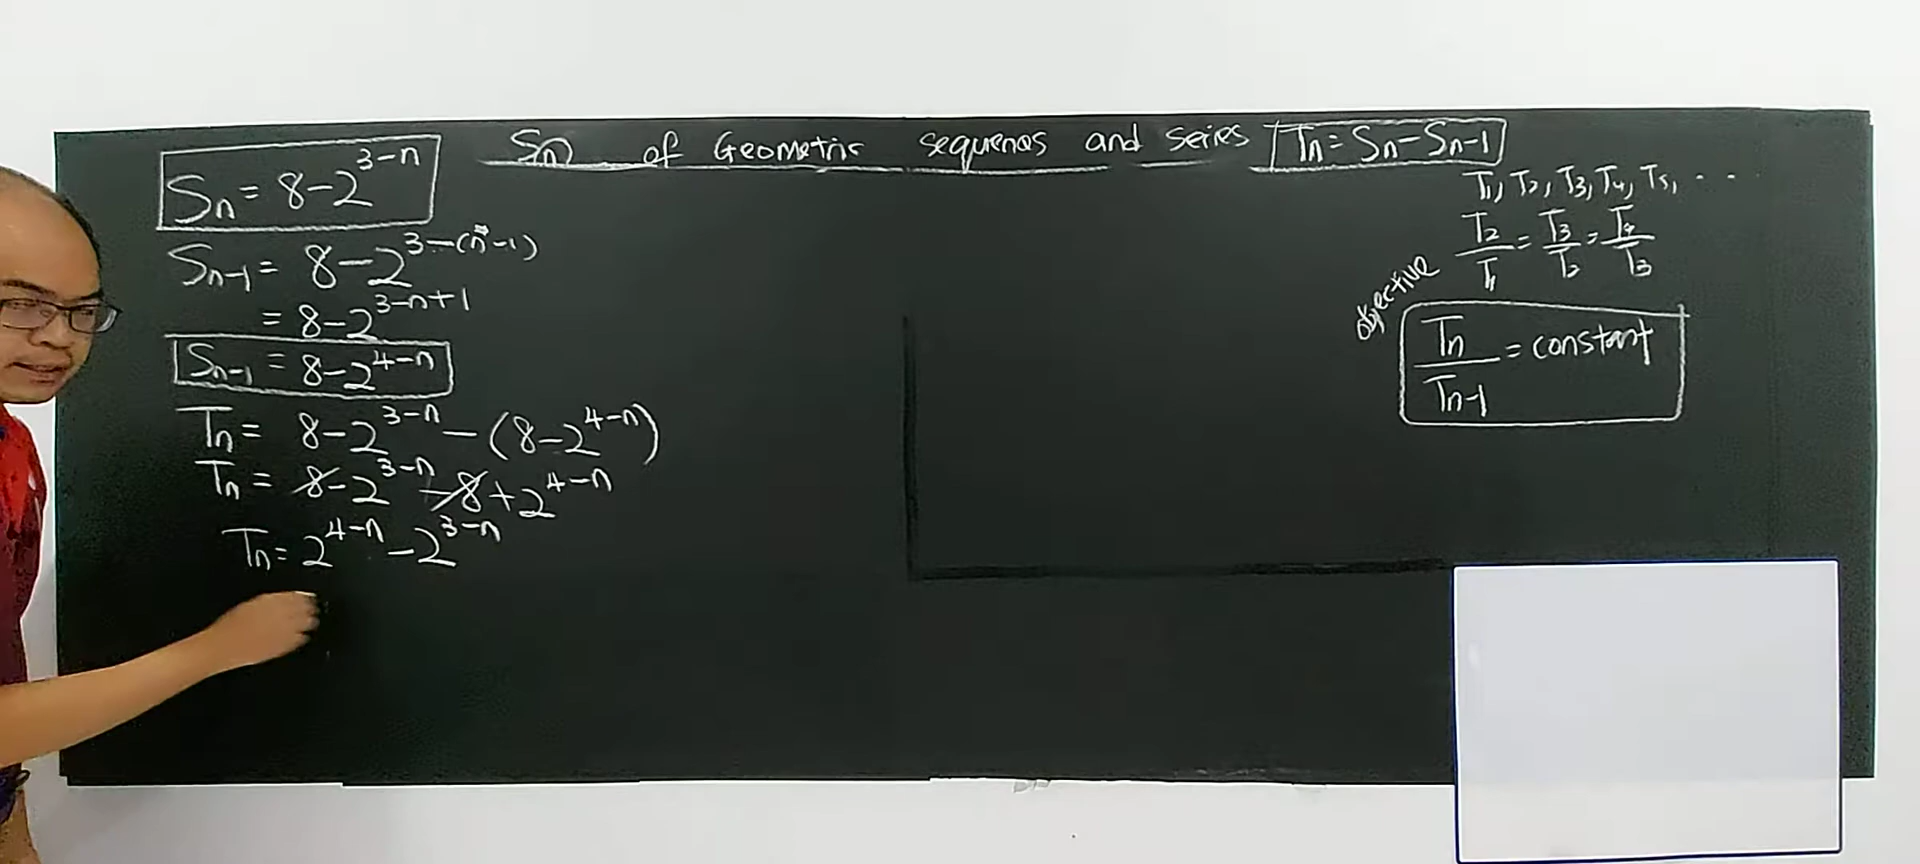 Sn of Geometric sequences and series
Tn = Sn - Sn-1
Sn = 8 - 2^3-n
Sn-1 = 8 - 2^3-(n-1)
= 8 - 2^3-n+1
Sn-1 = 8 - 2^4-n
Tn = 8 - 2^3-n - (8 - 2^4-n)
Tn = 8 - 2^3-n - 8 + 2^4-n
Tn = 2^4-n - 2^3-n
T1, T2, T3, T4, T5, ...
T2/T1 = T3/T2 = T4/T3
objective
Tn/Tn-1 = constant